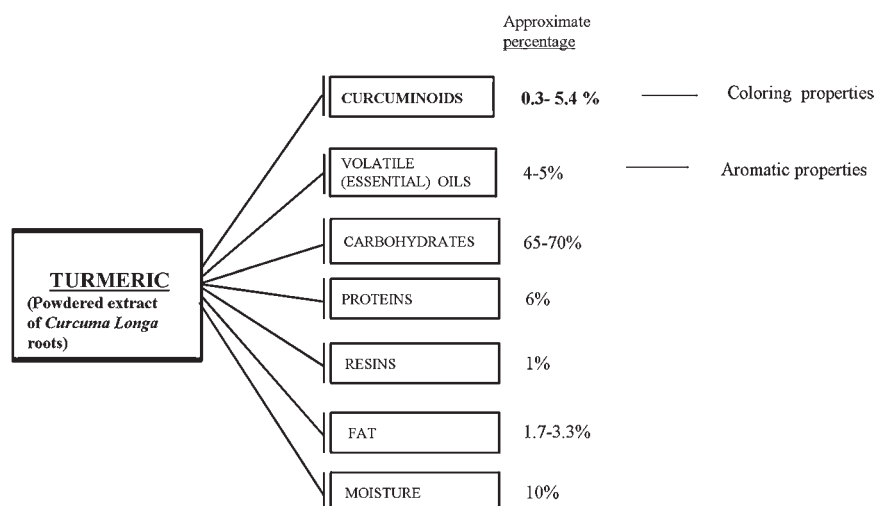 Approximate
percentage
CURCUMINOIDS 0.3- 5.4 % Coloring properties
VOLATILE
(ESSENTIAL) OILS 4-5% Aromatic properties
CARBOHYDRATES 65-70%
TURMERIC
(Powdered extract
of Curcuma Longa
roots)
PROTEINS 6%
RESINS 1%
FAT 1.7-3.3%
MOISTURE 10%